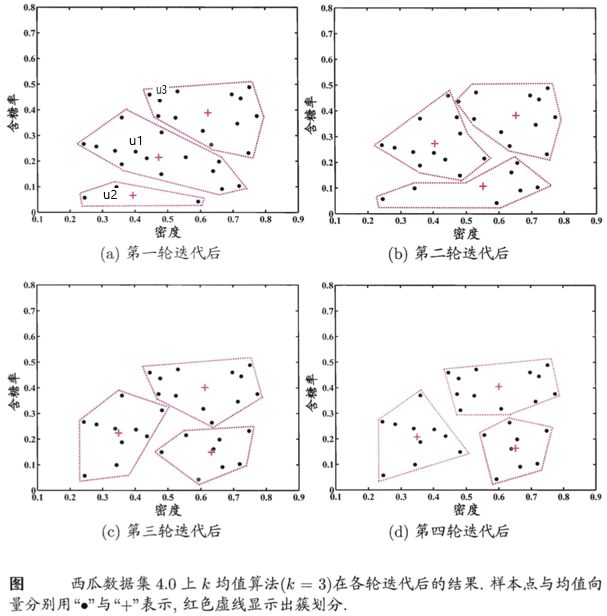 0.8
0.7
0.6
0.5
0.4
0.3
0.2
0.1
0
含糖率
u3
u1
u2
0.1 0.2 0.3 0.4 0.5 0.6 0.7 0.8 0.9
密度
(a) 第一轮迭代后
0.8
0.7
0.6
0.5
0.4
0.3
0.2
0.1
0
含糖率
0.1 0.2 0.3 0.4 0.5 0.6 0.7 0.8 0.9
密度
(b) 第二轮迭代后
0.8
0.7
0.6
0.5
0.4
0.3
0.2
0.1
0
含糖率
0.1 0.2 0.3 0.4 0.5 0.6 0.7 0.8 0.9
密度
(c) 第三轮迭代后
0.8
0.7
0.6
0.5
0.4
0.3
0.2
0.1
0
含糖率
0.1 0.2 0.3 0.4 0.5 0.6 0.7 0.8 0.9
密度
(d) 第四轮迭代后
图 西瓜数据集 4.0 上 k 均值算法(k = 3)在各轮迭代后的结果. 样本点与均值向
量分别用“●”与“+”表示, 红色虚线显示出簇划分.